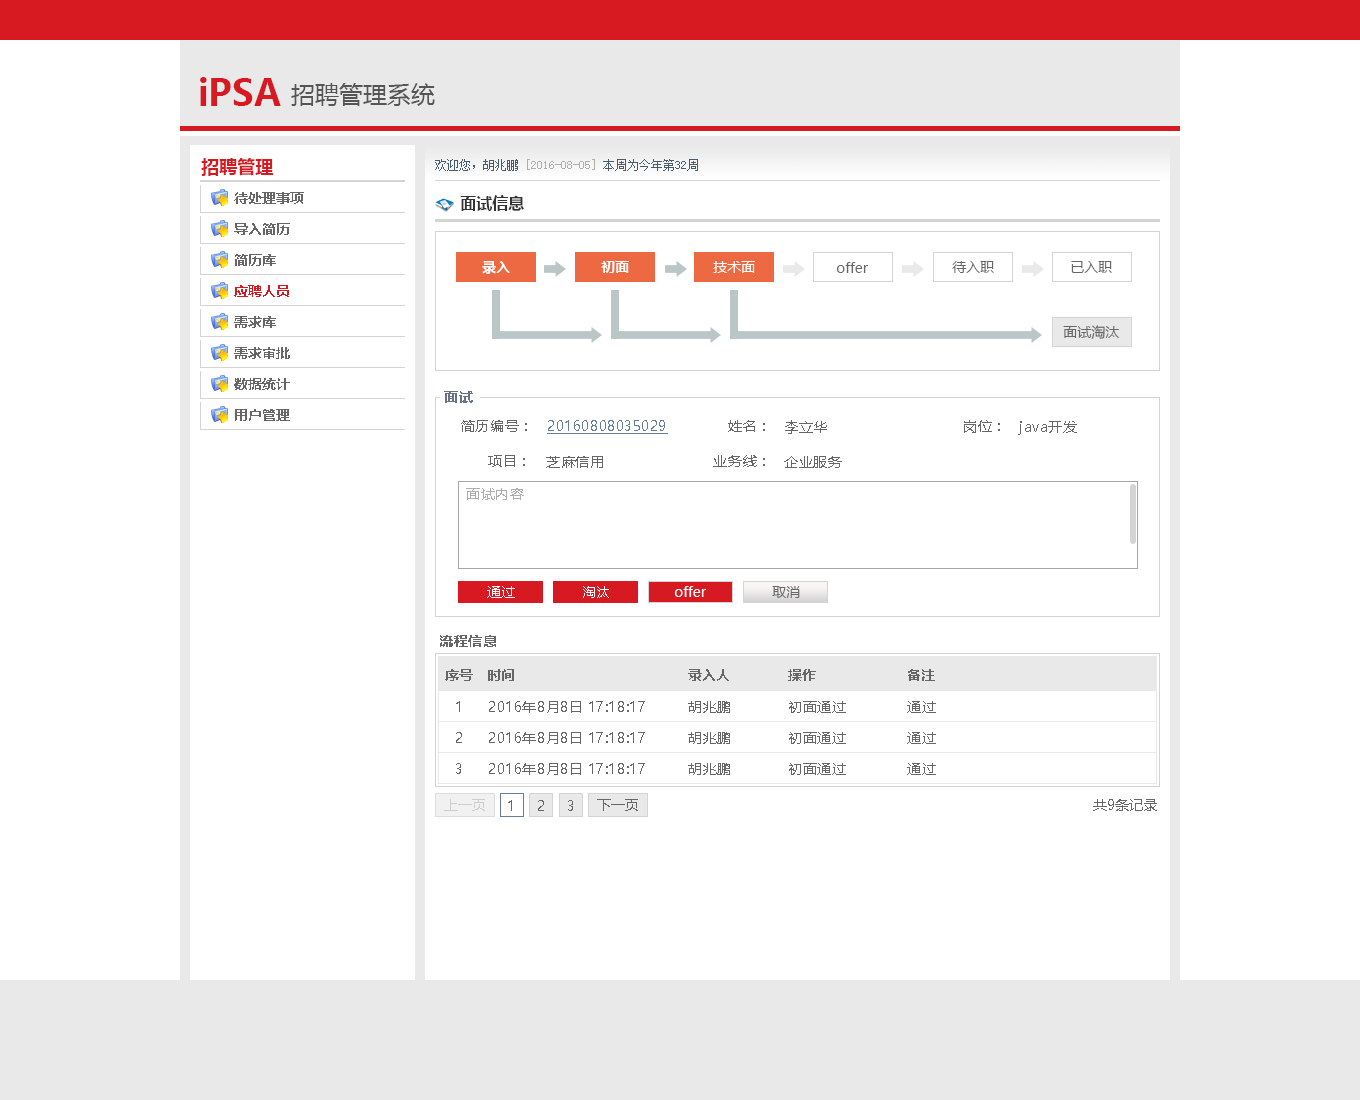 iPSA 招聘管理系统
招聘管理
待处理事项
导入简历
简历库
应聘人员
需求库
需求审批
数据统计
用户管理
欢迎您，胡兆鹏 [2016-08-05] 本周为今年第32周
面试信息
录入 初面 技术面 offer 待入职 已入职
面试淘汰
面试
简历编号： 20160808035029 姓名： 李立华 岗位： java开发
项目： 芝麻信用 业务线： 企业服务
面试内容
通过 淘汰 offer 取消
流程信息
序号 时间 录入人 操作 备注
1 2016年8月8日 17:18:17 胡兆鹏 初面通过 通过
2 2016年8月8日 17:18:17 胡兆鹏 初面通过 通过
3 2016年8月8日 17:18:17 胡兆鹏 初面通过 通过
上一页 1 2 3 下一页 共9条记录